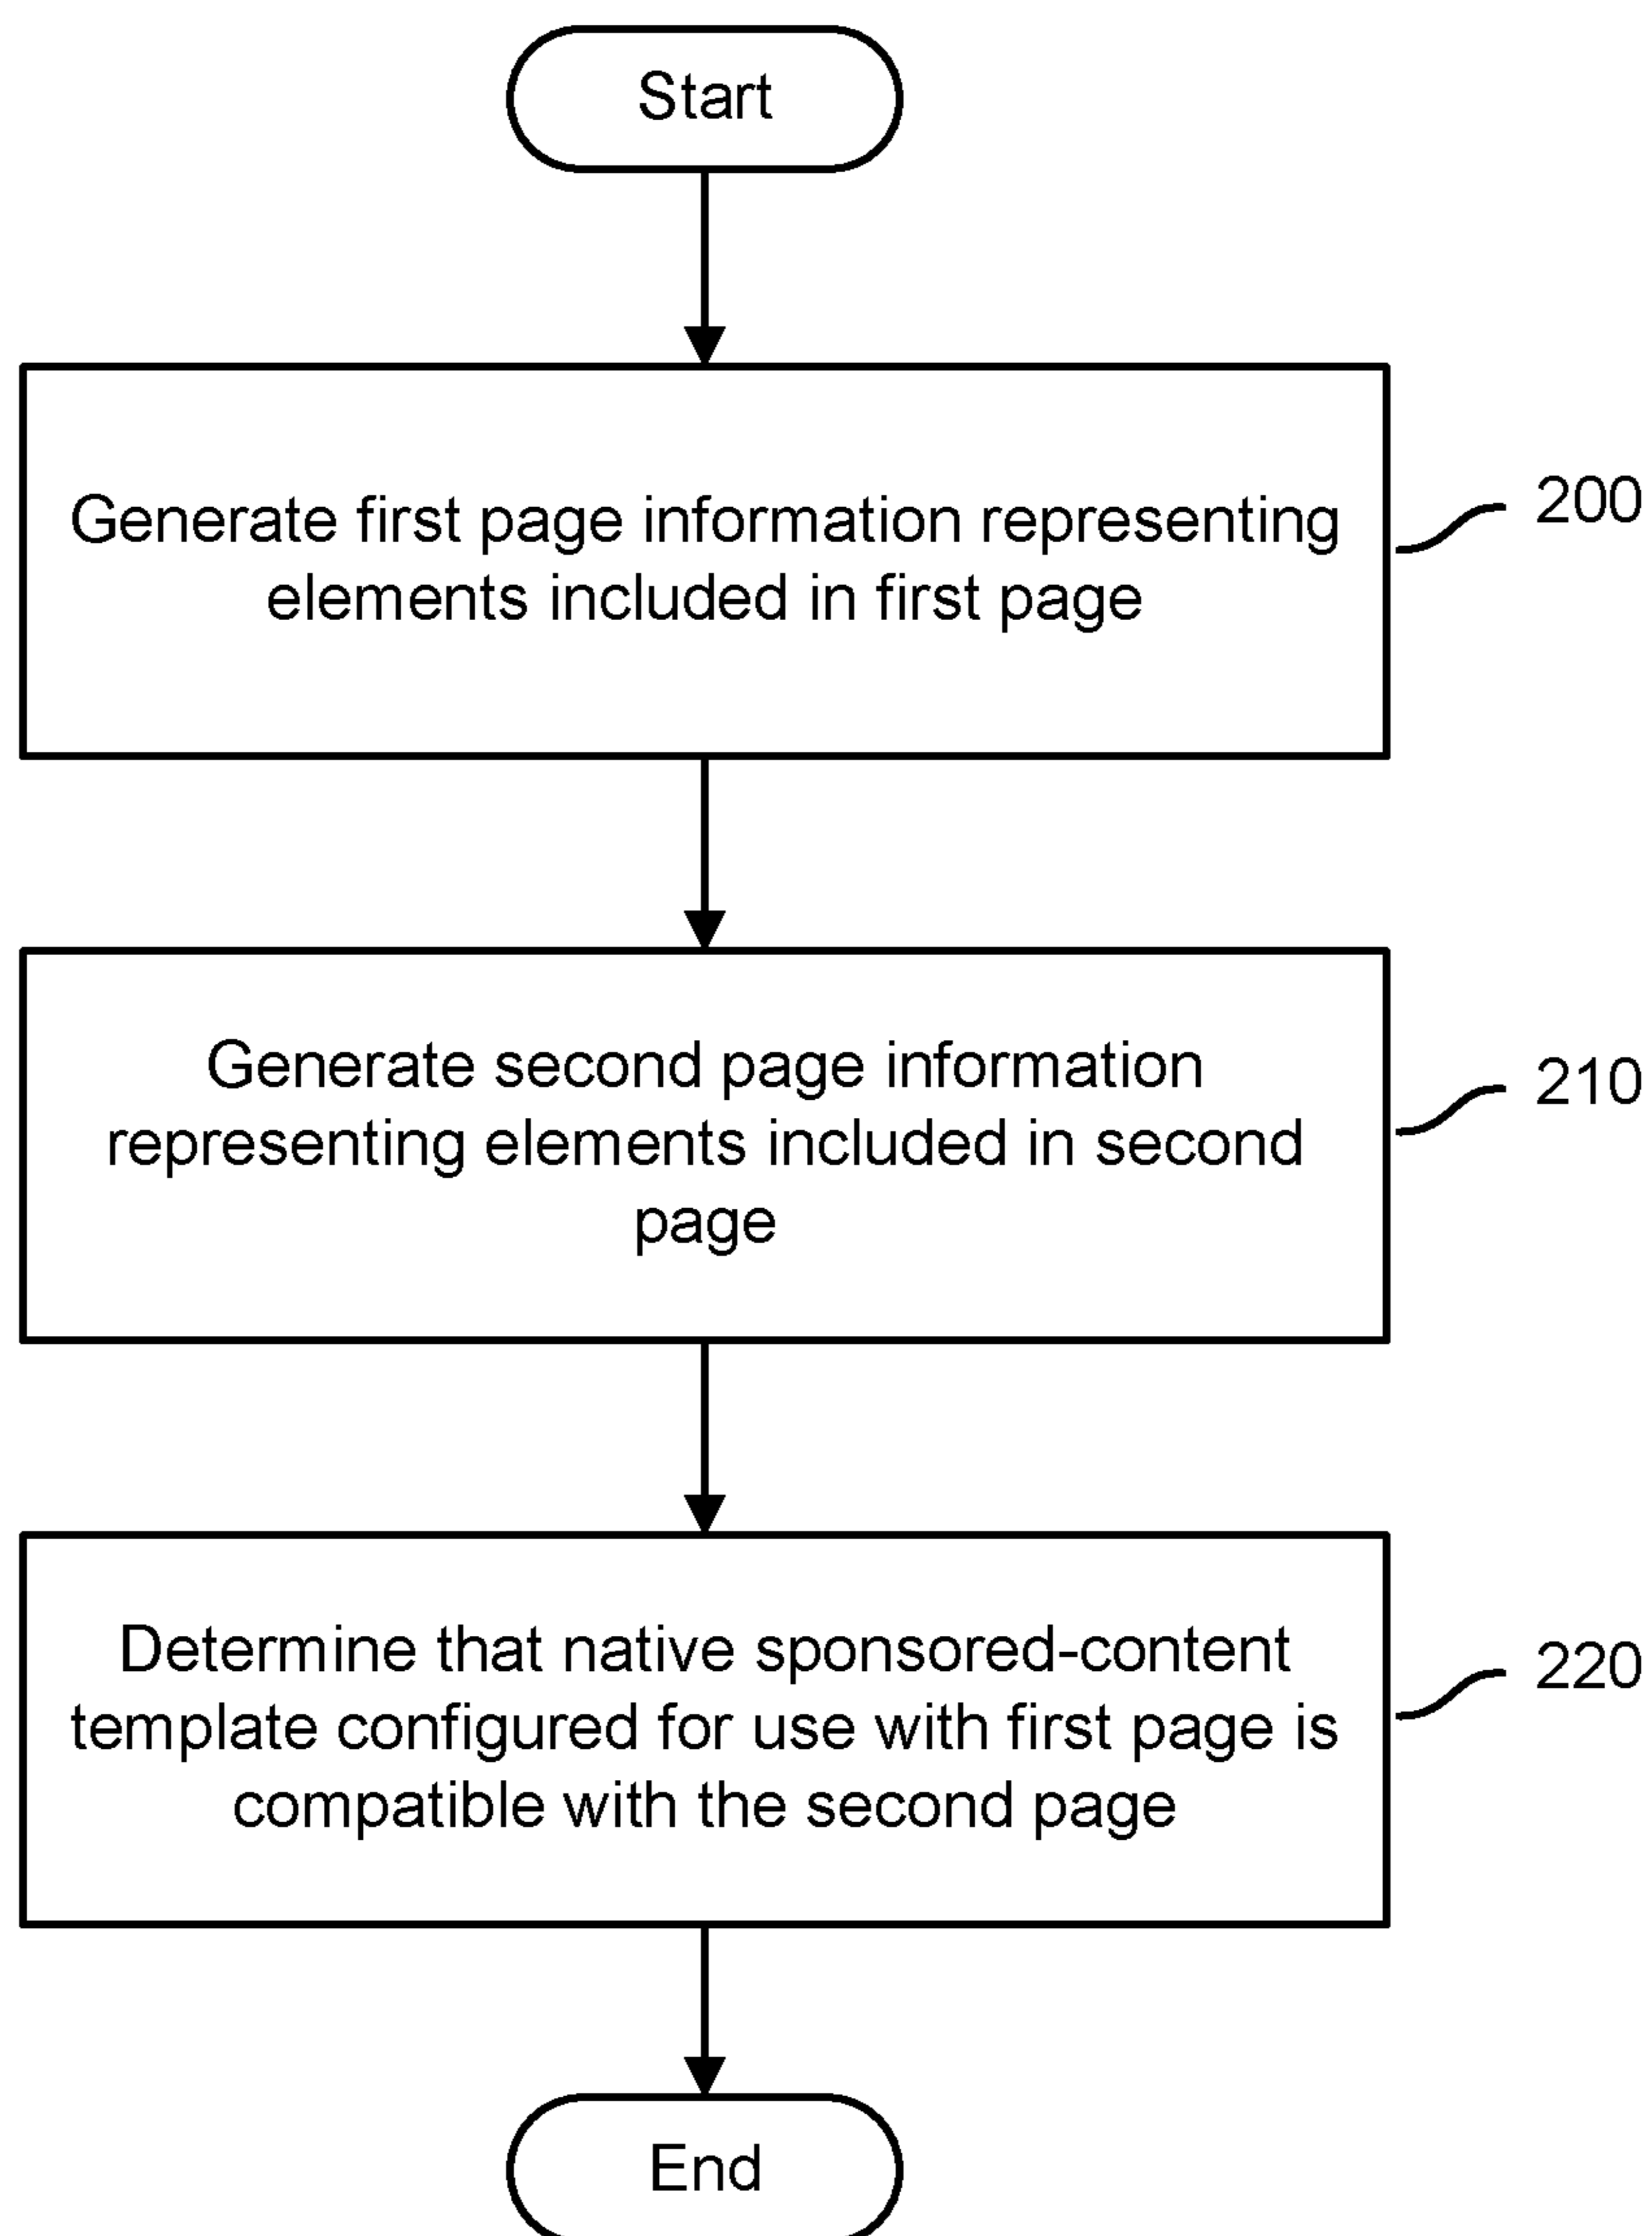 Start
Generate first page information representing
elements included in first page
200
Generate second page information
representing elements included in second
page
210
Determine that native sponsored-content
template configured for use with first page is
compatible with the second page
220
End